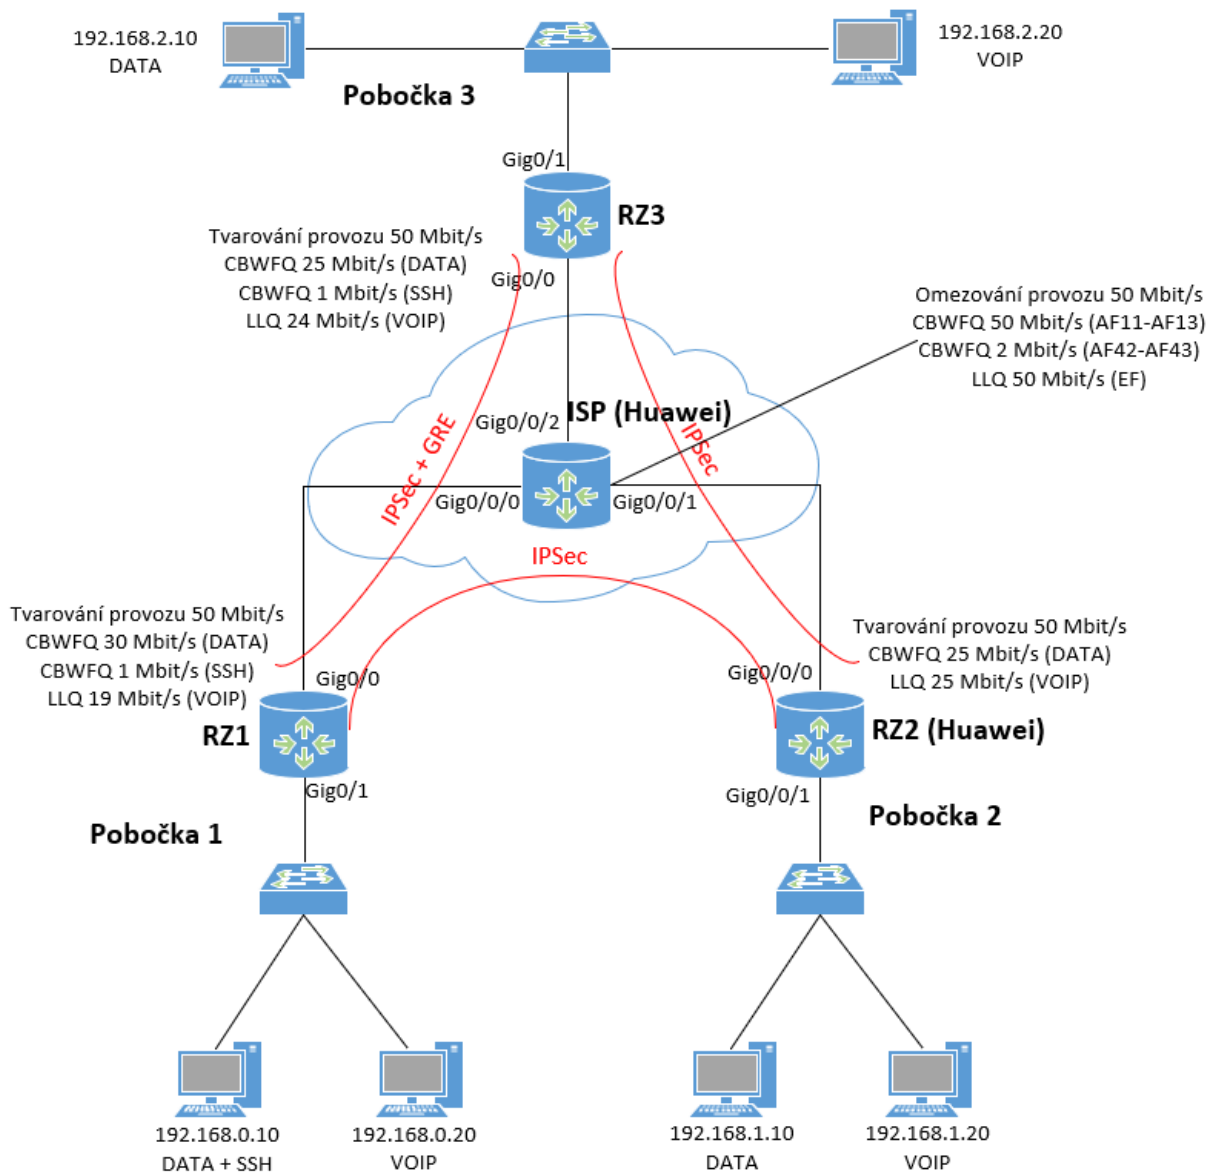 192.168.2.10
DATA
192.168.2.20
VOIP
Pobočka 3
Gig0/1
RZ3
Tvarování provozu 50 Mbit/s
CBWFQ 25 Mbit/s (DATA)
CBWFQ 1 Mbit/s (SSH)
LLQ 24 Mbit/s (VOIP)
Gig0/0
Omezování provozu 50 Mbit/s
CBWFQ 50 Mbit/s (AF11-AF13)
CBWFQ 2 Mbit/s (AF42-AF43)
LLQ 50 Mbit/s (EF)
ISP (Huawei)
Gig0/0/2
IPSec + GRE
IPSec
Gig0/0/0
Gig0/0/1
IPSec
Tvarování provozu 50 Mbit/s
CBWFQ 30 Mbit/s (DATA)
CBWFQ 1 Mbit/s (SSH)
LLQ 19 Mbit/s (VOIP)
Gig0/0
Tvarování provozu 50 Mbit/s
CBWFQ 25 Mbit/s (DATA)
LLQ 25 Mbit/s (VOIP)
Gig0/0/0
RZ1
RZ2 (Huawei)
Gig0/1
Gig0/0/1
Pobočka 1
Pobočka 2
192.168.0.10
DATA + SSH
192.168.0.20
VOIP
192.168.1.10
DATA
192.168.1.20
VOIP